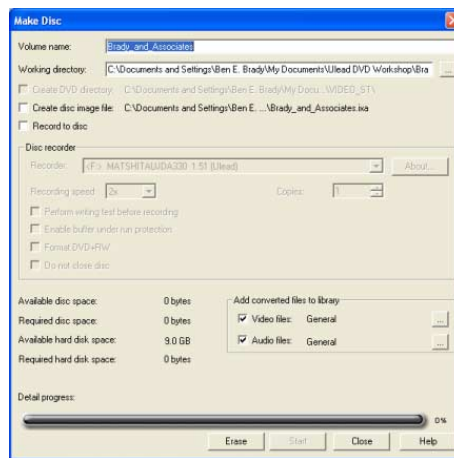 Make Disc
Volume name: Brady_and_Associates
Working directory: C:\Documents and Settings\Ben E. Brady\My Documents\Ulead DVD Workshop\Bra ...
Create DVD directory: C:\Documents and Settings\Ben E. Brady\My Docu...\VIDEO_ST\
Create disc image file: C:\Documents and Settings\Ben E. ...\Brady_and_Associates.ixa
Record to disc
Disc recorder
Recorder: <F:> MATSHITAUJDA330 1.51 (Ulead) About...
Recording speed: 2x Copies: 1
Perform writing test before recording
Enable buffer under run protection
Format DVD+RW
Do not close disc
Available disc space: 0 bytes
Required disc space: 0 bytes
Available hard disk space: 9.0 GB
Required hard disk space: 0 bytes
Add converted files to library
Video files: General ...
Audio files: General ...
Detail progress:
0%
Erase Start Close Help